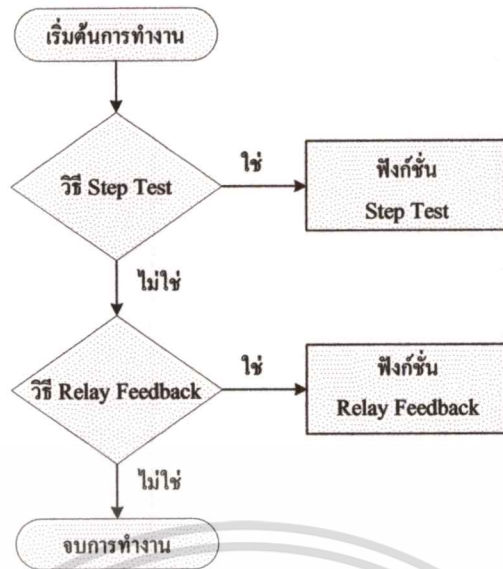 เริ่มต้นการทำงาน
วิธี Step Test
ใช่
ฟังก์ชั่น
Step Test
ไม่ใช่
วิธี Relay Feedback
ใช่
ฟังก์ชั่น
Relay Feedback
ไม่ใช่
จบการทำงาน